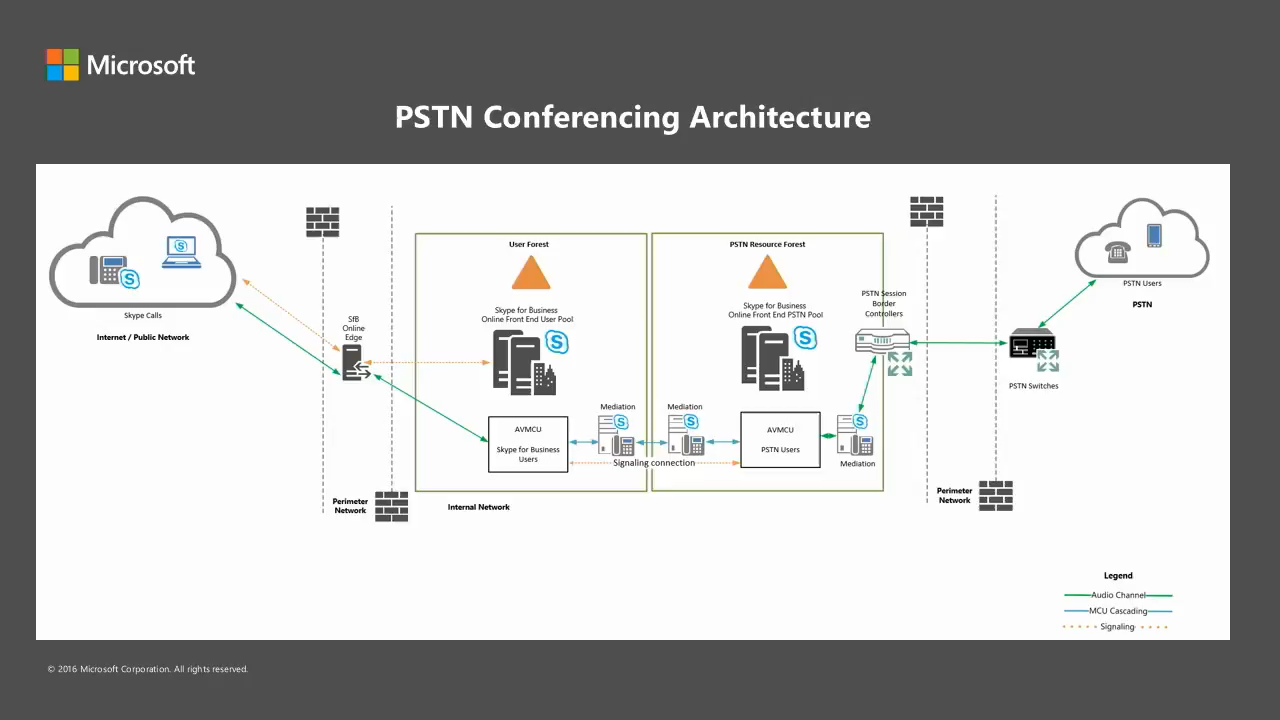 Microsoft
PSTN Conferencing Architecture
Skype Calls
Internet / Public Network
SfB
Online
Edge
Perimeter
Network
User Forest
Skype for Business
Online Front End User Pool
AVMCU
Skype for Business
Users
Mediation
Internal Network
Signaling connection
PSTN Resource Forest
Skype for Business
Online Front End PSTN Pool
Mediation
AVMCU
PSTN Users
PSTN Session
Border
Controllers
Mediation
Perimeter
Network
PSTN Switches
PSTN Users
PSTN
Legend
Audio Channel
MCU Cascading
Signaling
© 2016 Microsoft Corporation. All rights reserved.